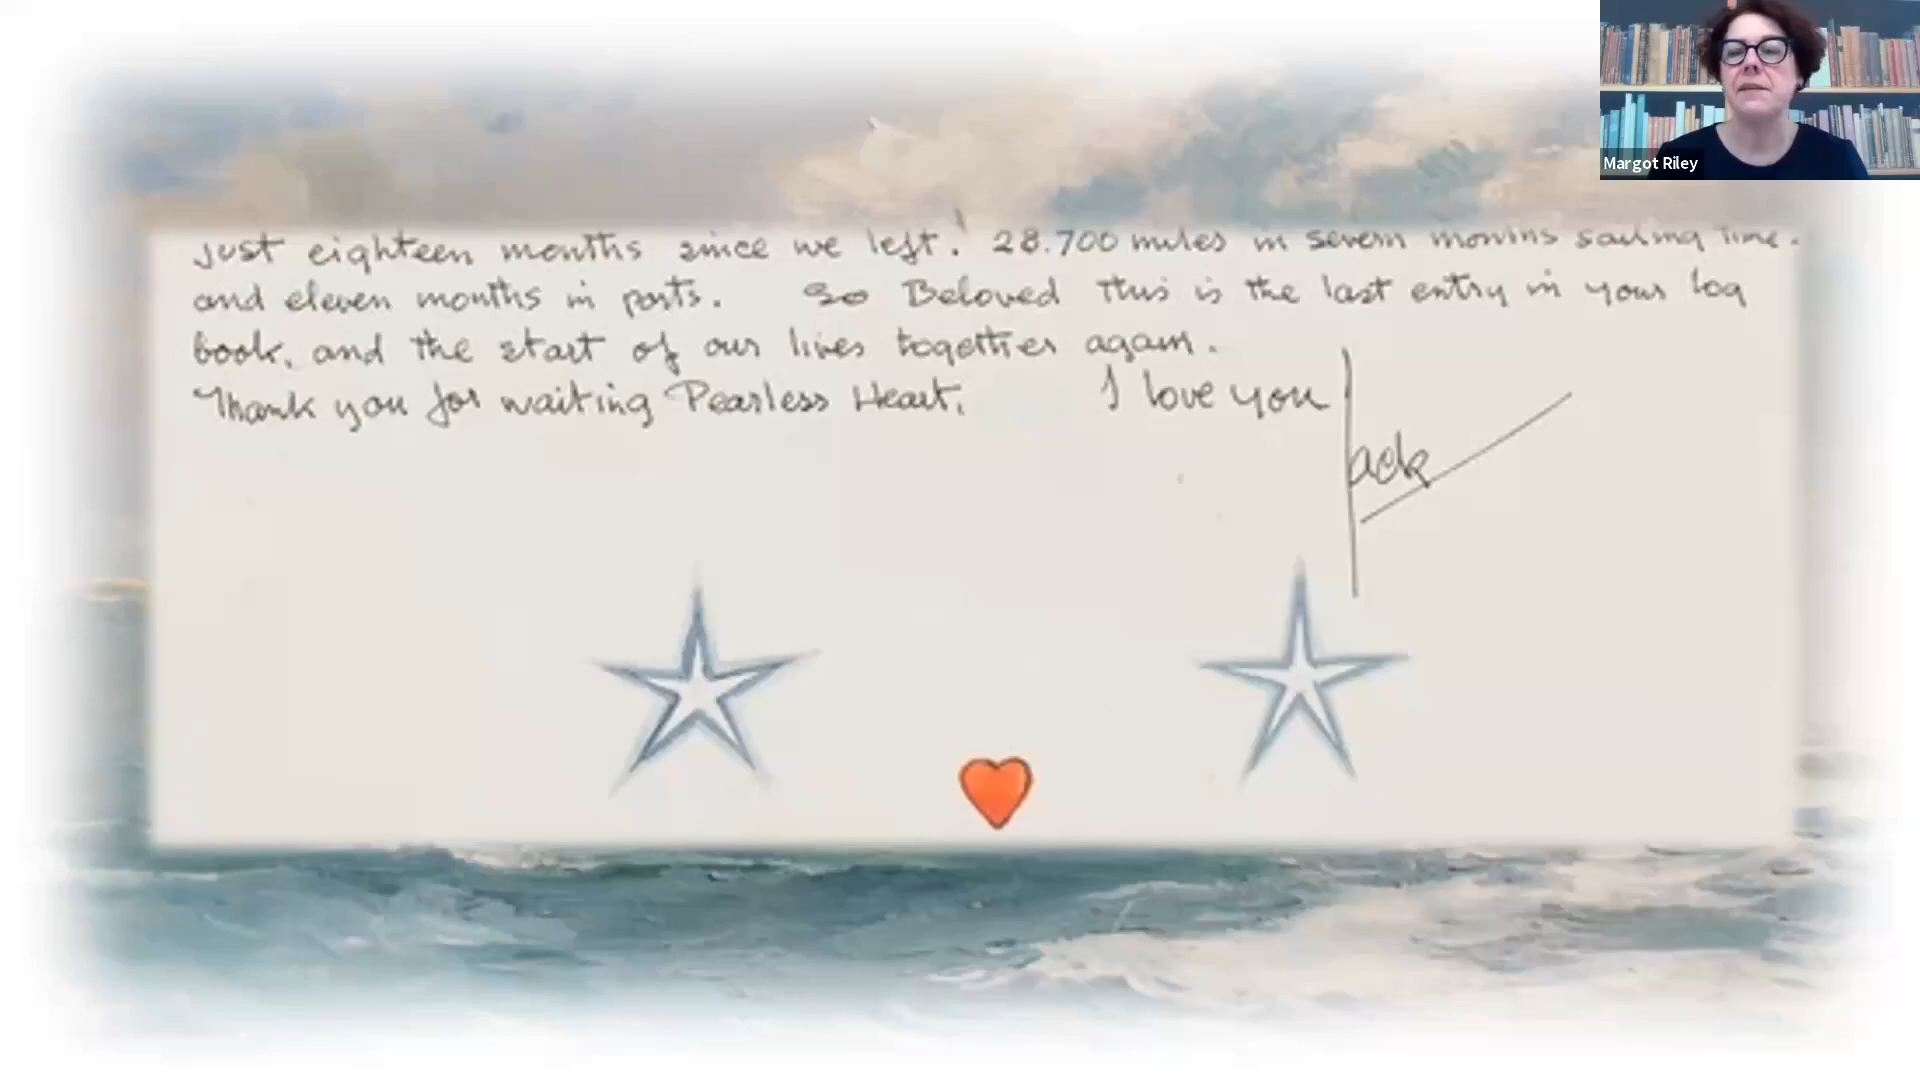 Margot Riley
just eighteen months since we left! 28.700 miles in seven months sailing time.
and eleven months in ports. So Beloved this is the last entry in your log
book, and the start of our lives together again.
Thank you for waiting Pearless Heart. I love you
Jack